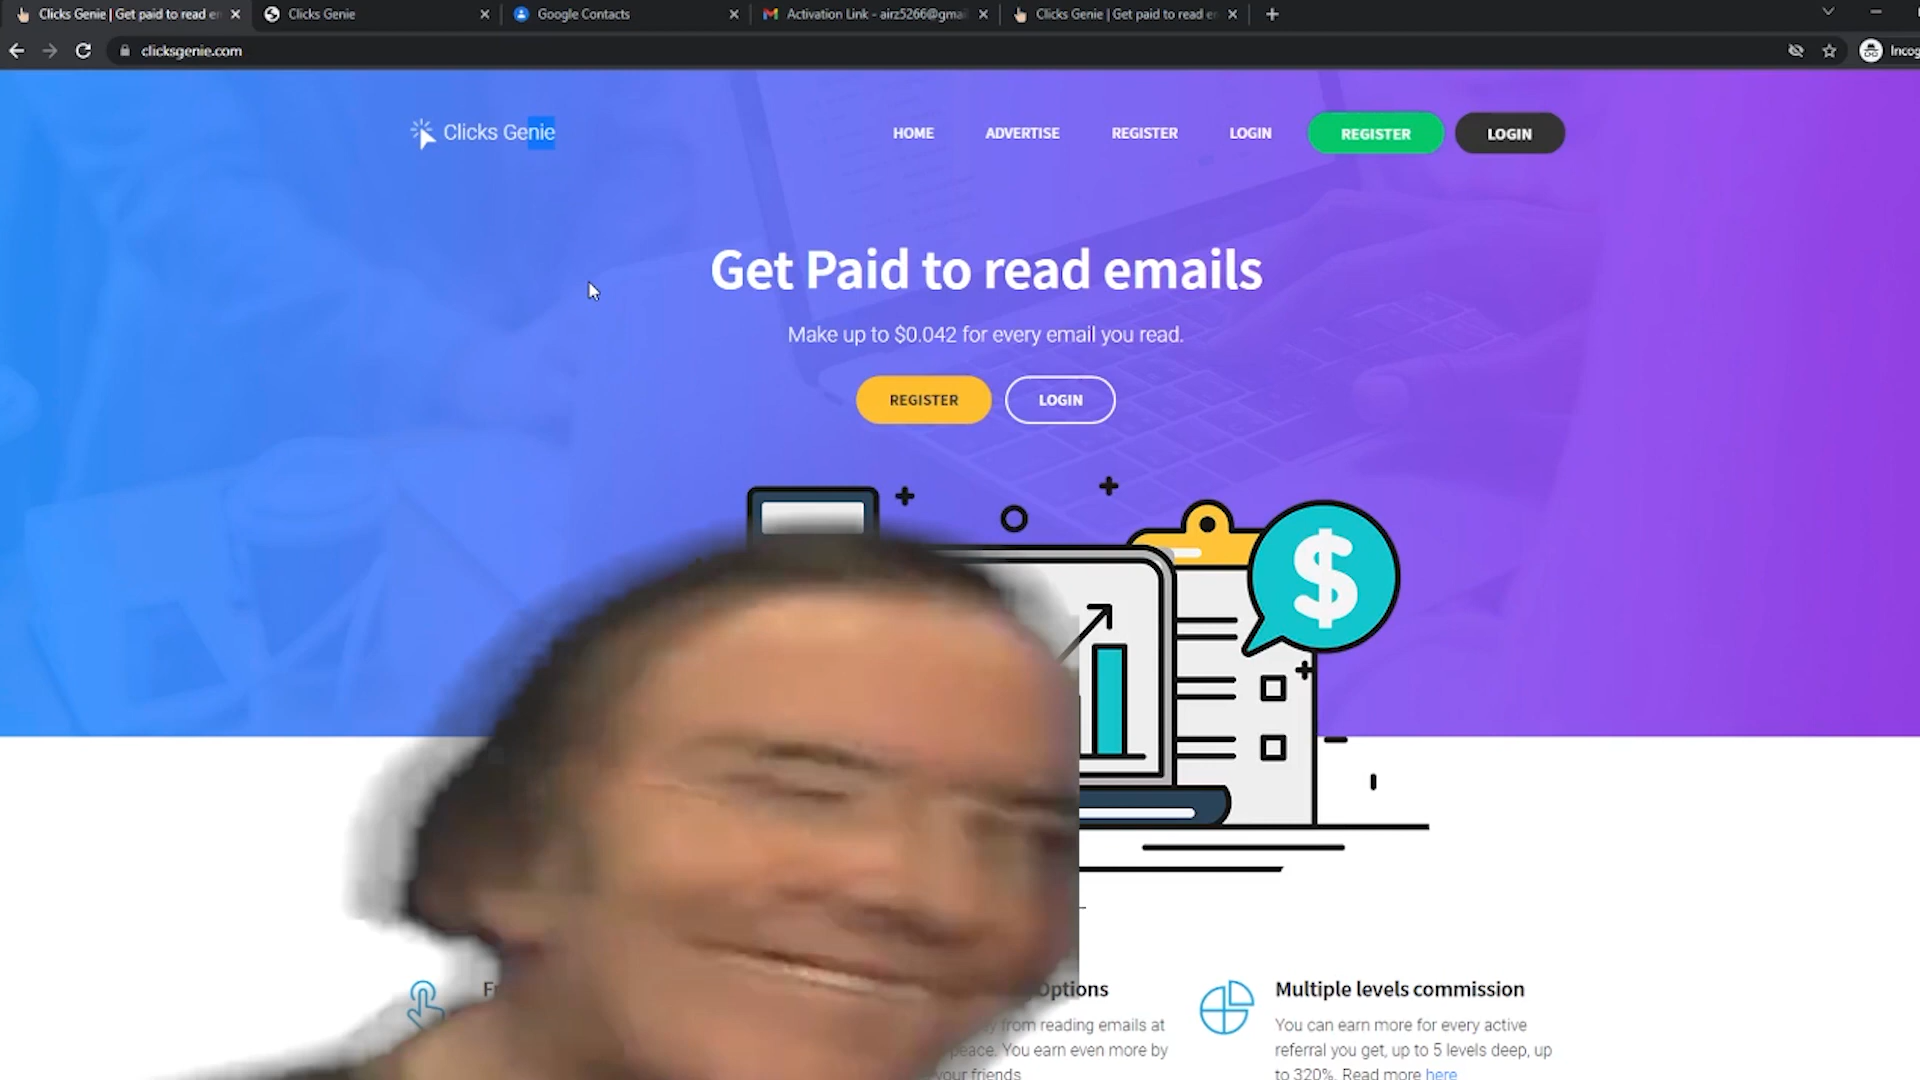 Clicks Genie | Get paid to read e
Clicks Genie
Google Contacts
Activation Link - airz5266@gmai
Clicks Genie | Get paid to read e
clicksgenie.com
Incog
Clicks Genie
HOME
ADVERTISE
REGISTER
LOGIN
REGISTER
LOGIN
Get Paid to read emails
Make up to $0.042 for every email you read.
REGISTER
LOGIN
$
Options
from reading emails at
peace. You earn even more by
your friends
Multiple levels commission
You can earn more for every active
referral you get, up to 5 levels deep, up
to 320%. Read more here